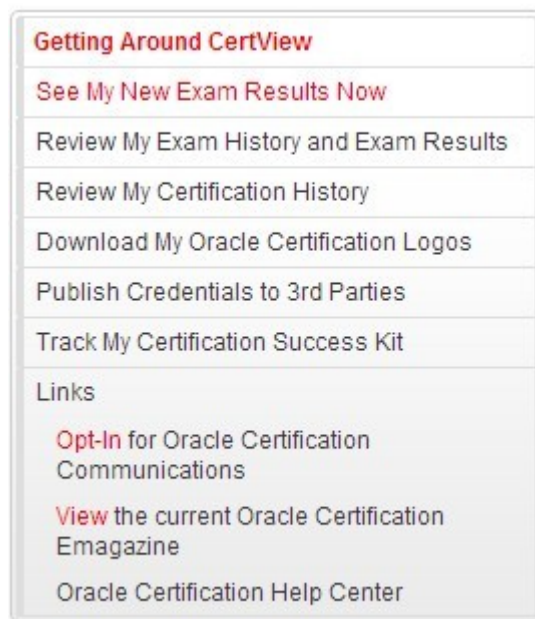 Getting Around CertView
See My New Exam Results Now
Review My Exam History and Exam Results
Review My Certification History
Download My Oracle Certification Logos
Publish Credentials to 3rd Parties
Track My Certification Success Kit
Links
Opt-In for Oracle Certification
Communications
View the current Oracle Certification
Emagazine
Oracle Certification Help Center